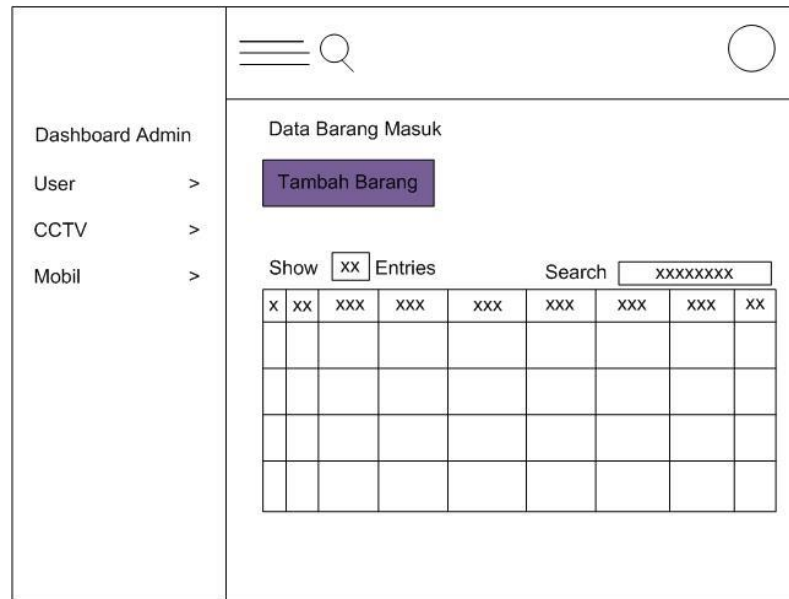 Dashboard Admin
User >
CCTV >
Mobil >
Data Barang Masuk
Tambah Barang
Show xx Entries
Search xxxxxxxx
x xx xxx xxx xxx xxx xxx xxx xx